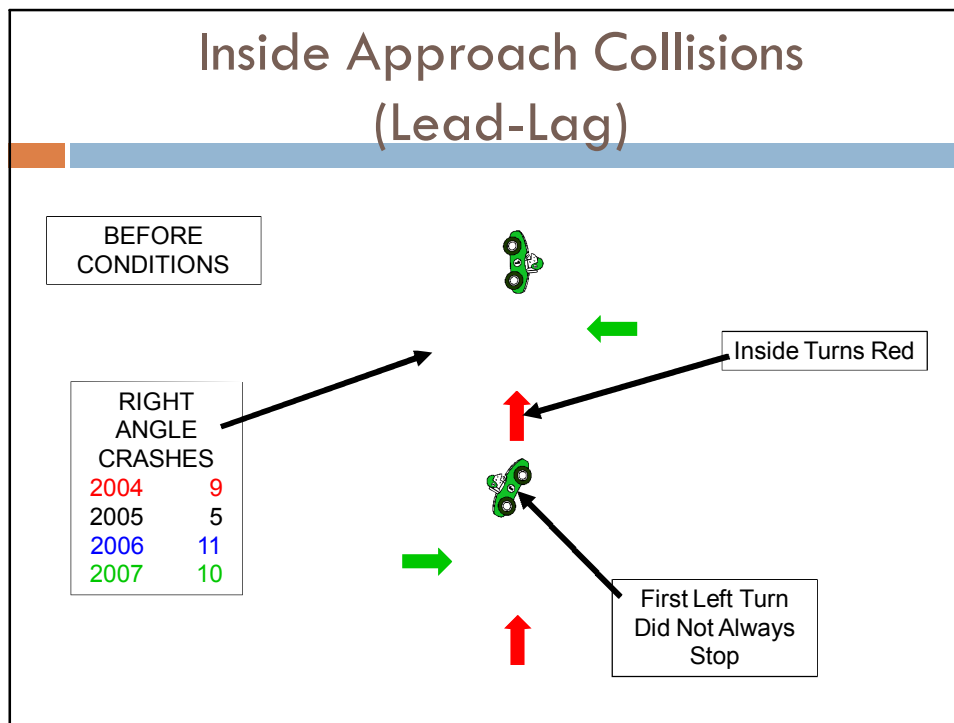 Inside Approach Collisions
(Lead-Lag)
BEFORE
CONDITIONS
Inside Turns Red
RIGHT
ANGLE
CRASHES
2004 9
2005 5
2006 11
2007 10
First Left Turn
Did Not Always
Stop